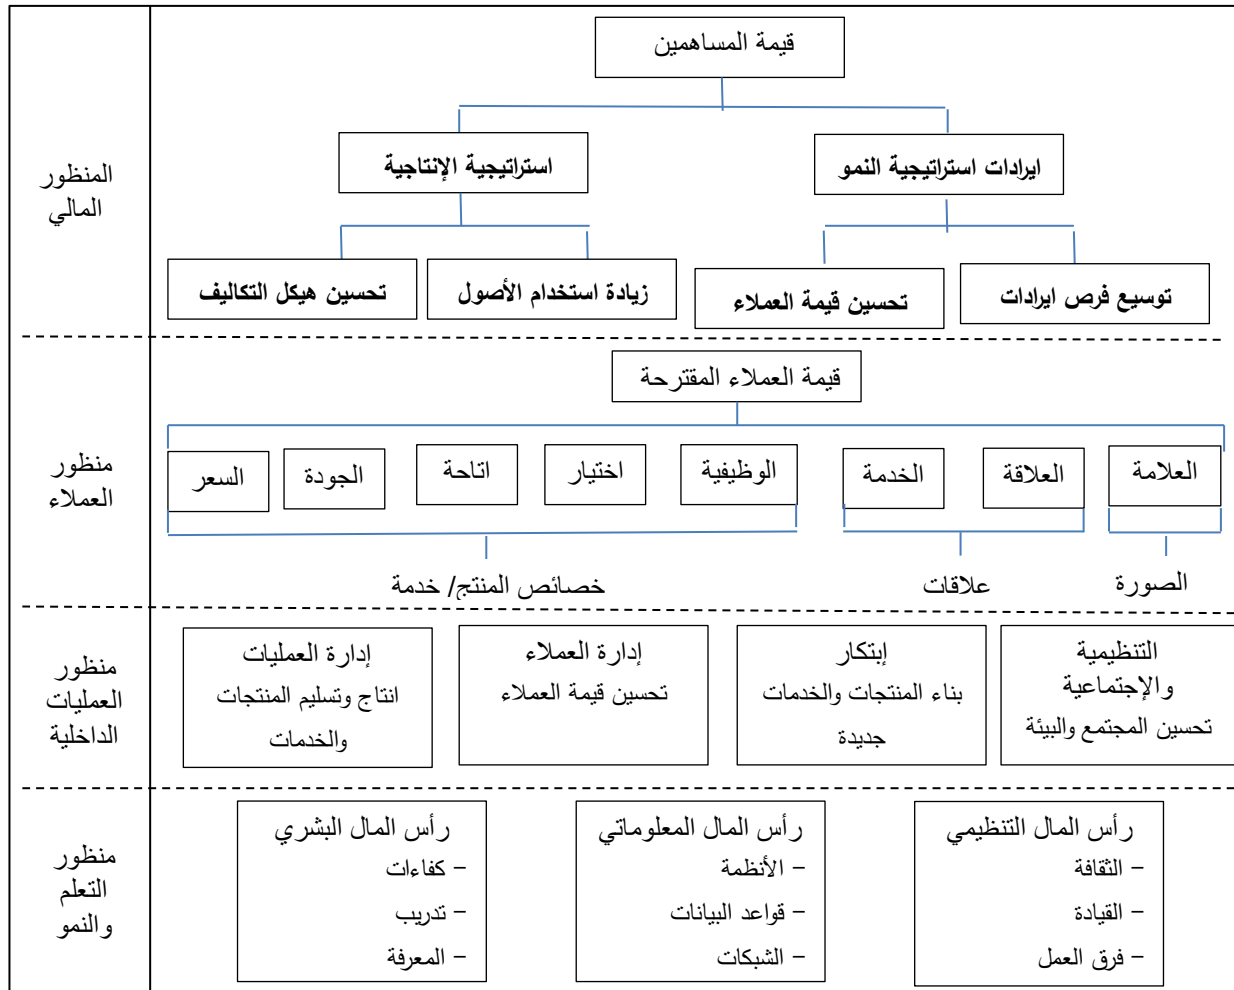 قيمة المساهمين
المنظور
المالي
ايرادات استراتيجية النمو
استراتيجية الإنتاجية
توسيع فرص ايرادات
تحسين قيمة العملاء
زيادة استخدام الأصول
تحسين هيكل التكاليف
منظور
العملاء
قيمة العملاء المقترحة
العلامة
العلاقة
الخدمة
الوظيفية
اختيار
اتاحة
الجودة
السعر
الصورة
علاقات
خصائص المنتج/ خدمة
منظور
العمليات
الداخلية
التنظيمية
والإجتماعية
تحسين المجتمع والبيئة
إبتكار
بناء المنتجات والخدمات
جديدة
إدارة العملاء
تحسين قيمة العملاء
إدارة العمليات
انتاج وتسليم المنتجات
والخدمات
منظور
التعلم
والنمو
رأس المال التنظيمي
– الثقافة
– القيادة
– فرق العمل
رأس المال المعلوماتي
– الأنظمة
– قواعد البيانات
– الشبكات
رأس المال البشري
– كفاءات
– تدريب
– المعرفة